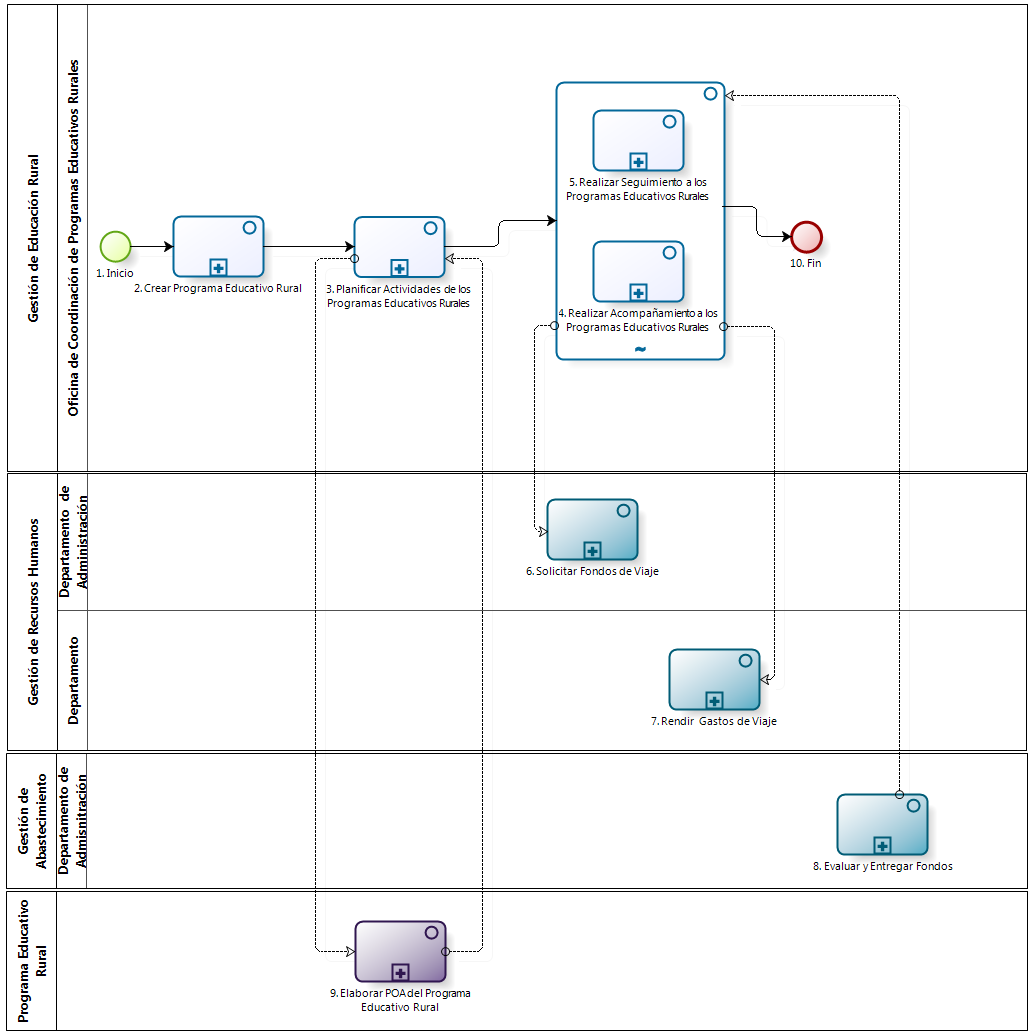 Gestión de Educación Rural
Oficina de Coordinación de Programas Educativos Rurales
1. Inicio
2. Crear Programa Educativo Rural
3. Planificar Actividades de los
Programas Educativos Rurales
5. Realizar Seguimiento a los
Programas Educativos Rurales
4. Realizar Acompañamiento a los
Programas Educativos Rurales
10. Fin
Gestión de Recursos Humanos
Departamento de
Administración
6. Solicitar Fondos de Viaje
Departamento
7. Rendir Gastos de Viaje
Gestión de
Abastecimiento
Departamento de
Admisnitración
8. Evaluar y Entregar Fondos
Programa Educativo
Rural
9. Elaborar POA del Programa
Educativo Rural